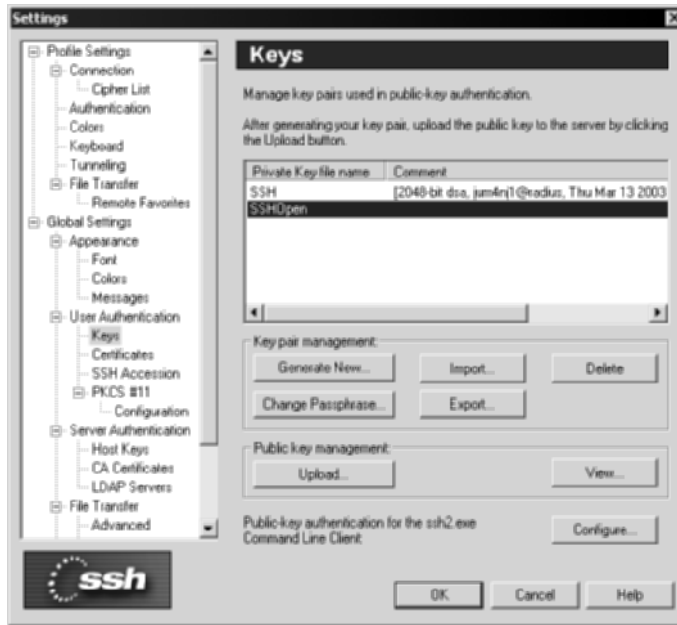 Settings
Profile Settings
Connection
Cipher List
Authentication
Colors
Keyboard
Tunneling
File Transfer
Remote Favorites
Global Settings
Appearance
Font
Colors
Messages
User Authentication
Keys
Certificates
SSH Accession
PKCS #11
Configuration
Server Authentication
Host Keys
CA Certificates
LDAP Servers
File Transfer
Advanced
ssh
Keys
Manage key pairs used in public-key authentication.
After generating your key pair, upload the public key to the server by clicking
the Upload button.
Private Key file name Comment
SSH [2048-bit dsa, jum4nj1@radius, Thu Mar 13 2003
SSHOpen
Key pair management:
Generate New... Import... Delete
Change Passphrase... Export...
Public key management:
Upload... View...
Public-key authentication for the ssh2.exe
Command Line Client
Configure...
OK Cancel Help